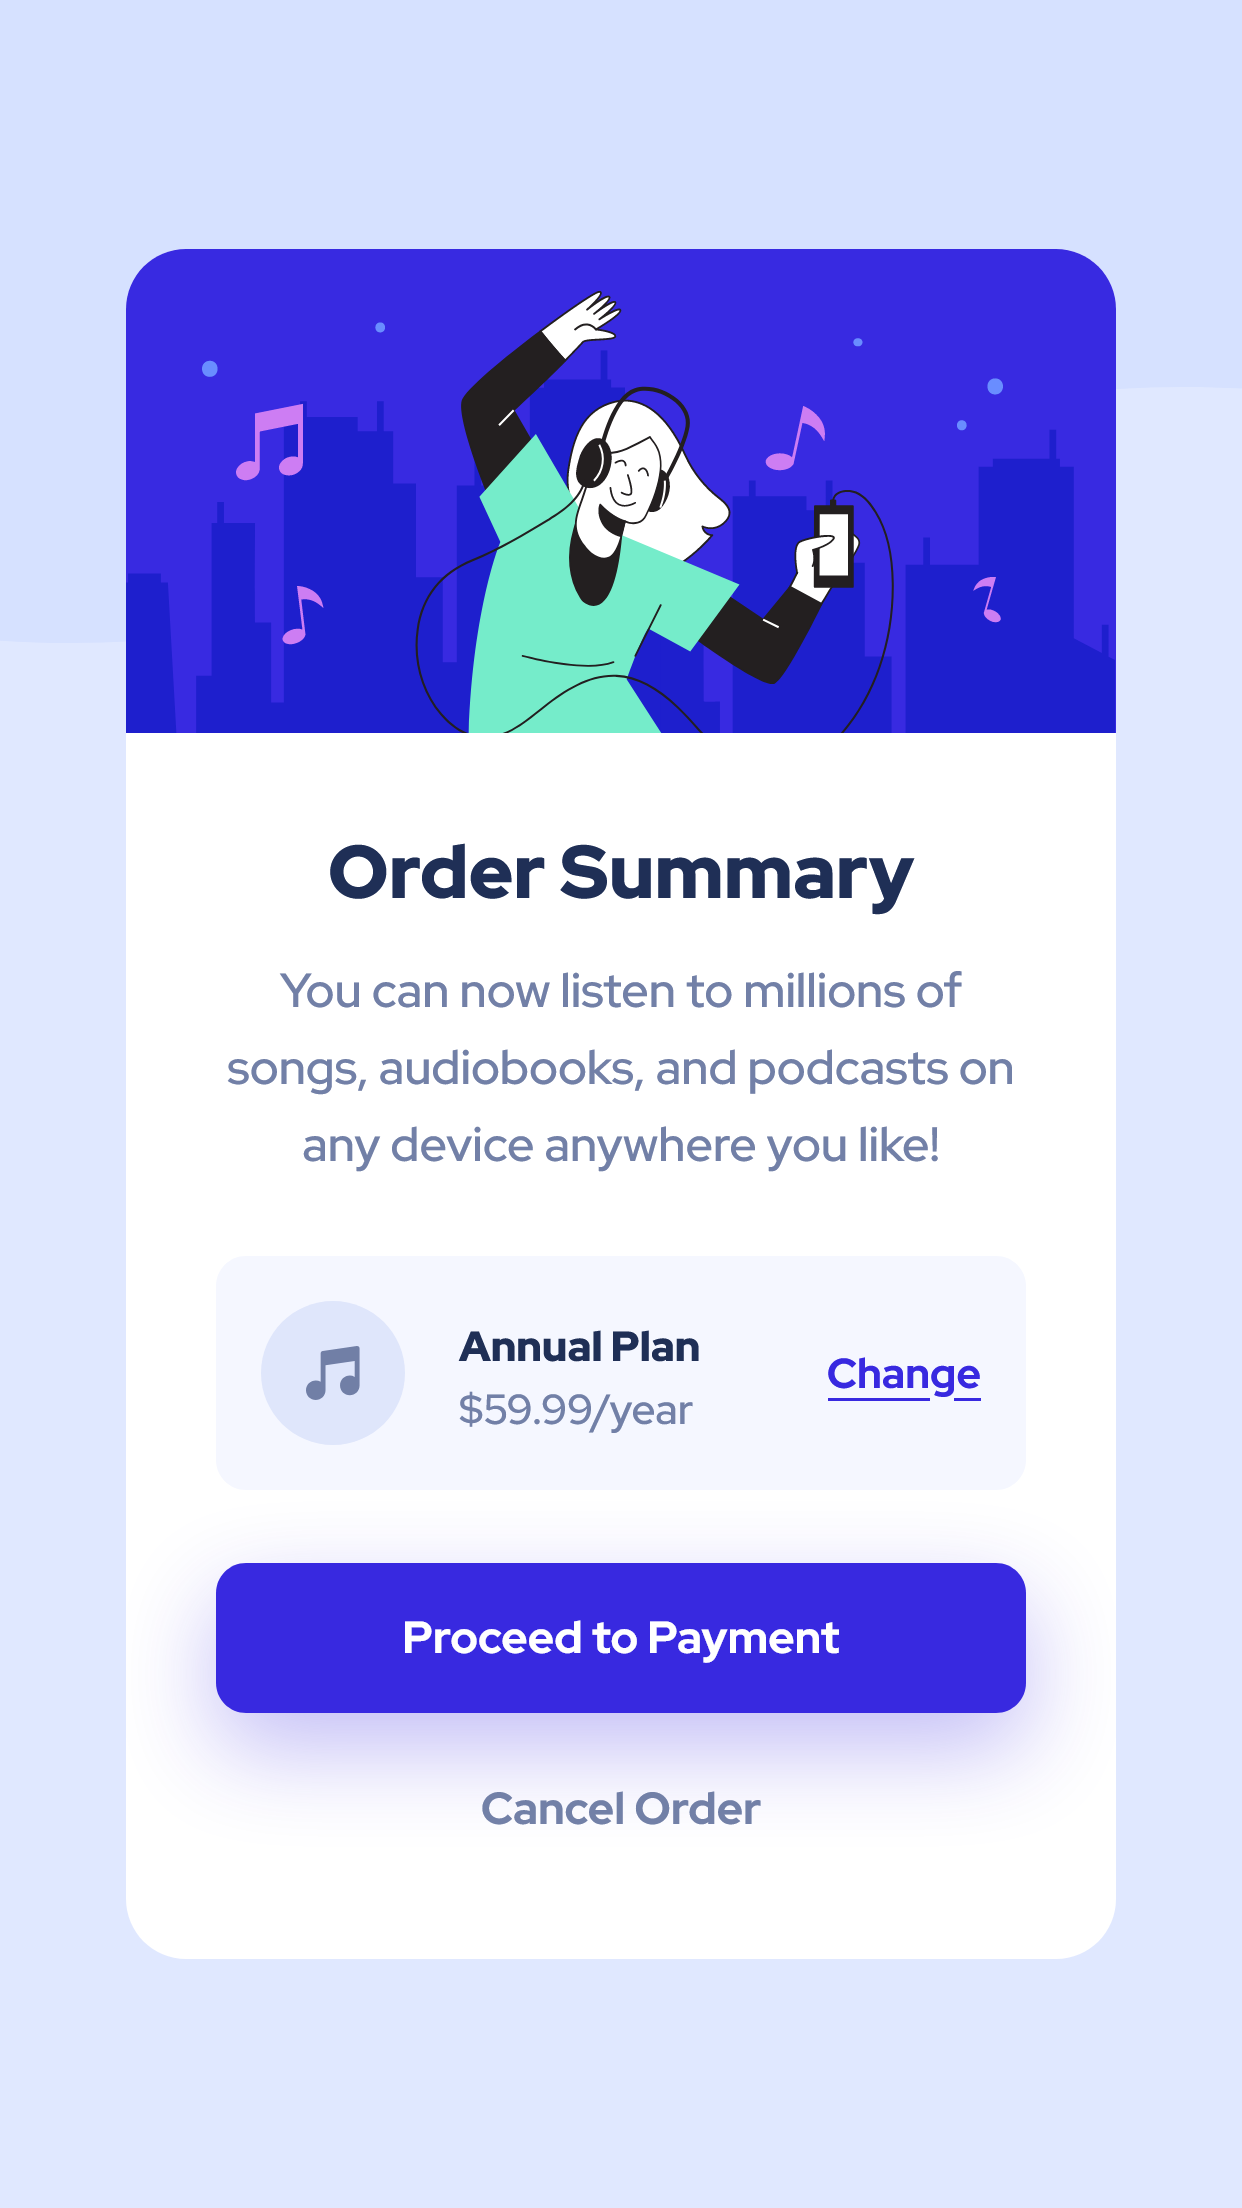 Order Summary
You can now listen to millions of
songs, audiobooks, and podcasts on
any device anywhere you like!
Annual Plan
$59.99/year
Change
Proceed to Payment
Cancel Order